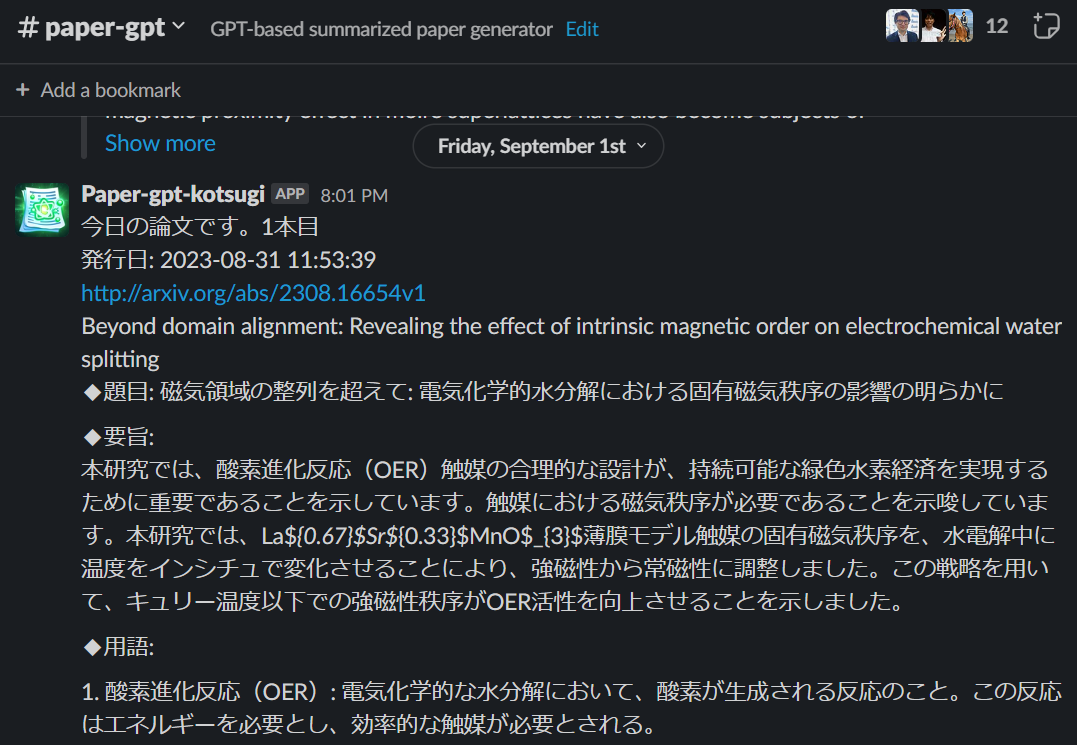 # paper-gpt
GPT-based summarized paper generator Edit
12
+ Add a bookmark
magnetic proximity effect in moiré superlattices have also become subjects of
Show more
Friday, September 1st
Paper-gpt-kotsugi APP 8:01 PM
今日の論文です。1本目
発行日: 2023-08-31 11:53:39
http://arxiv.org/abs/2308.16654v1
Beyond domain alignment: Revealing the effect of intrinsic magnetic order on electrochemical water
splitting
◆題目: 磁気領域の整列を超えて: 電気化学的水分解における固有磁気秩序の影響の明らかに
◆要旨:
本研究では、酸素進化反応（OER）触媒の合理的な設計が、持続可能な緑色水素経済を実現する
ために重要であることを示しています。触媒における磁気秩序が必要であることを示唆していま
す。本研究では、La${0.67}$Sr${0.33}$MnO$_{3}$薄膜モデル触媒の固有磁気秩序を、水電解中に
温度をインシチュで変化させることにより、強磁性から常磁性に調整しました。この戦略を用い
て、キュリー温度以下での強磁性秩序がOER活性を向上させることを示しました。
◆用語:
1. 酸素進化反応（OER）: 電気化学的な水分解において、酸素が生成される反応のこと。この反応
はエネルギーを必要とし、効率的な触媒が必要とされる。